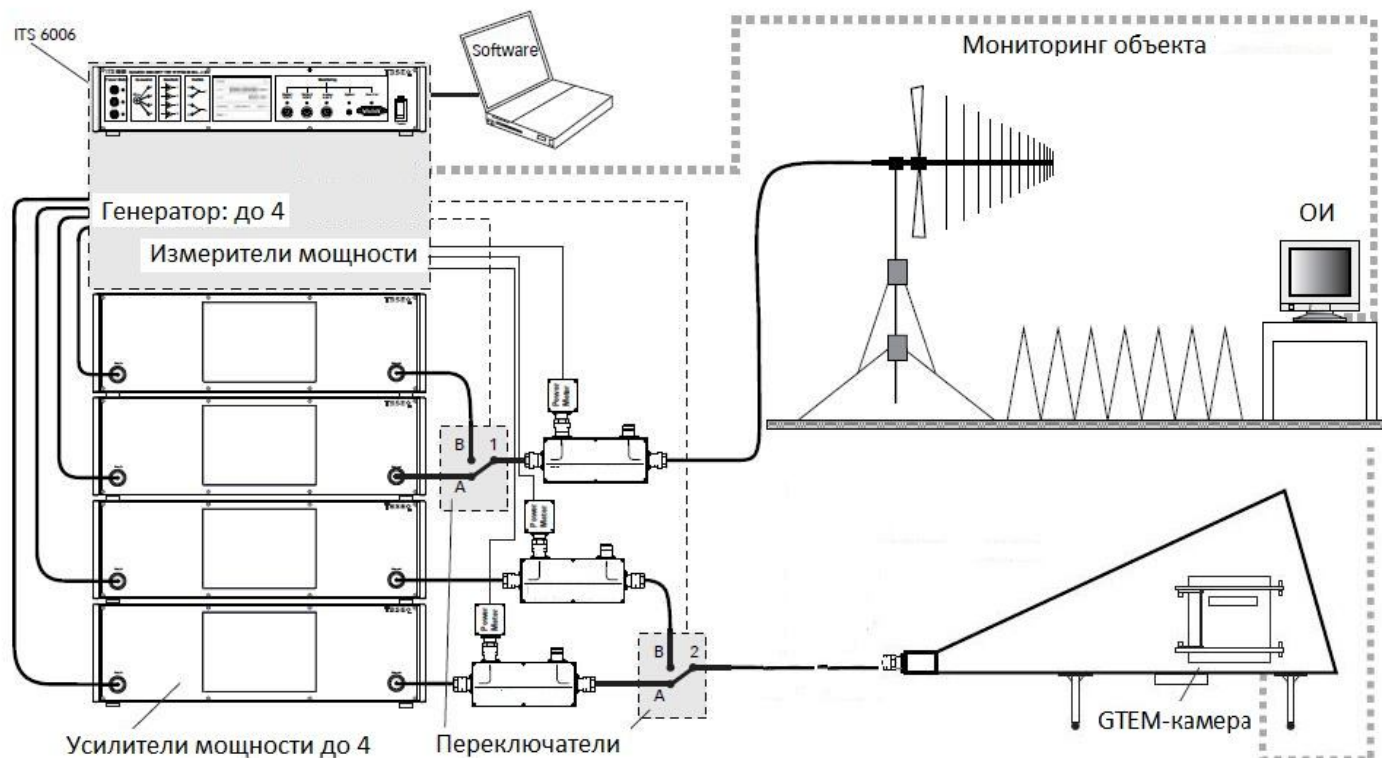 ITS 6006
Software
Мониторинг объекта
Генератор: до 4
ОИ
Измерители мощности
Power Meter
B 1
A
Power Meter
Power Meter
B 2
A
GTEM-камера
Усилители мощности до 4
Переключатели